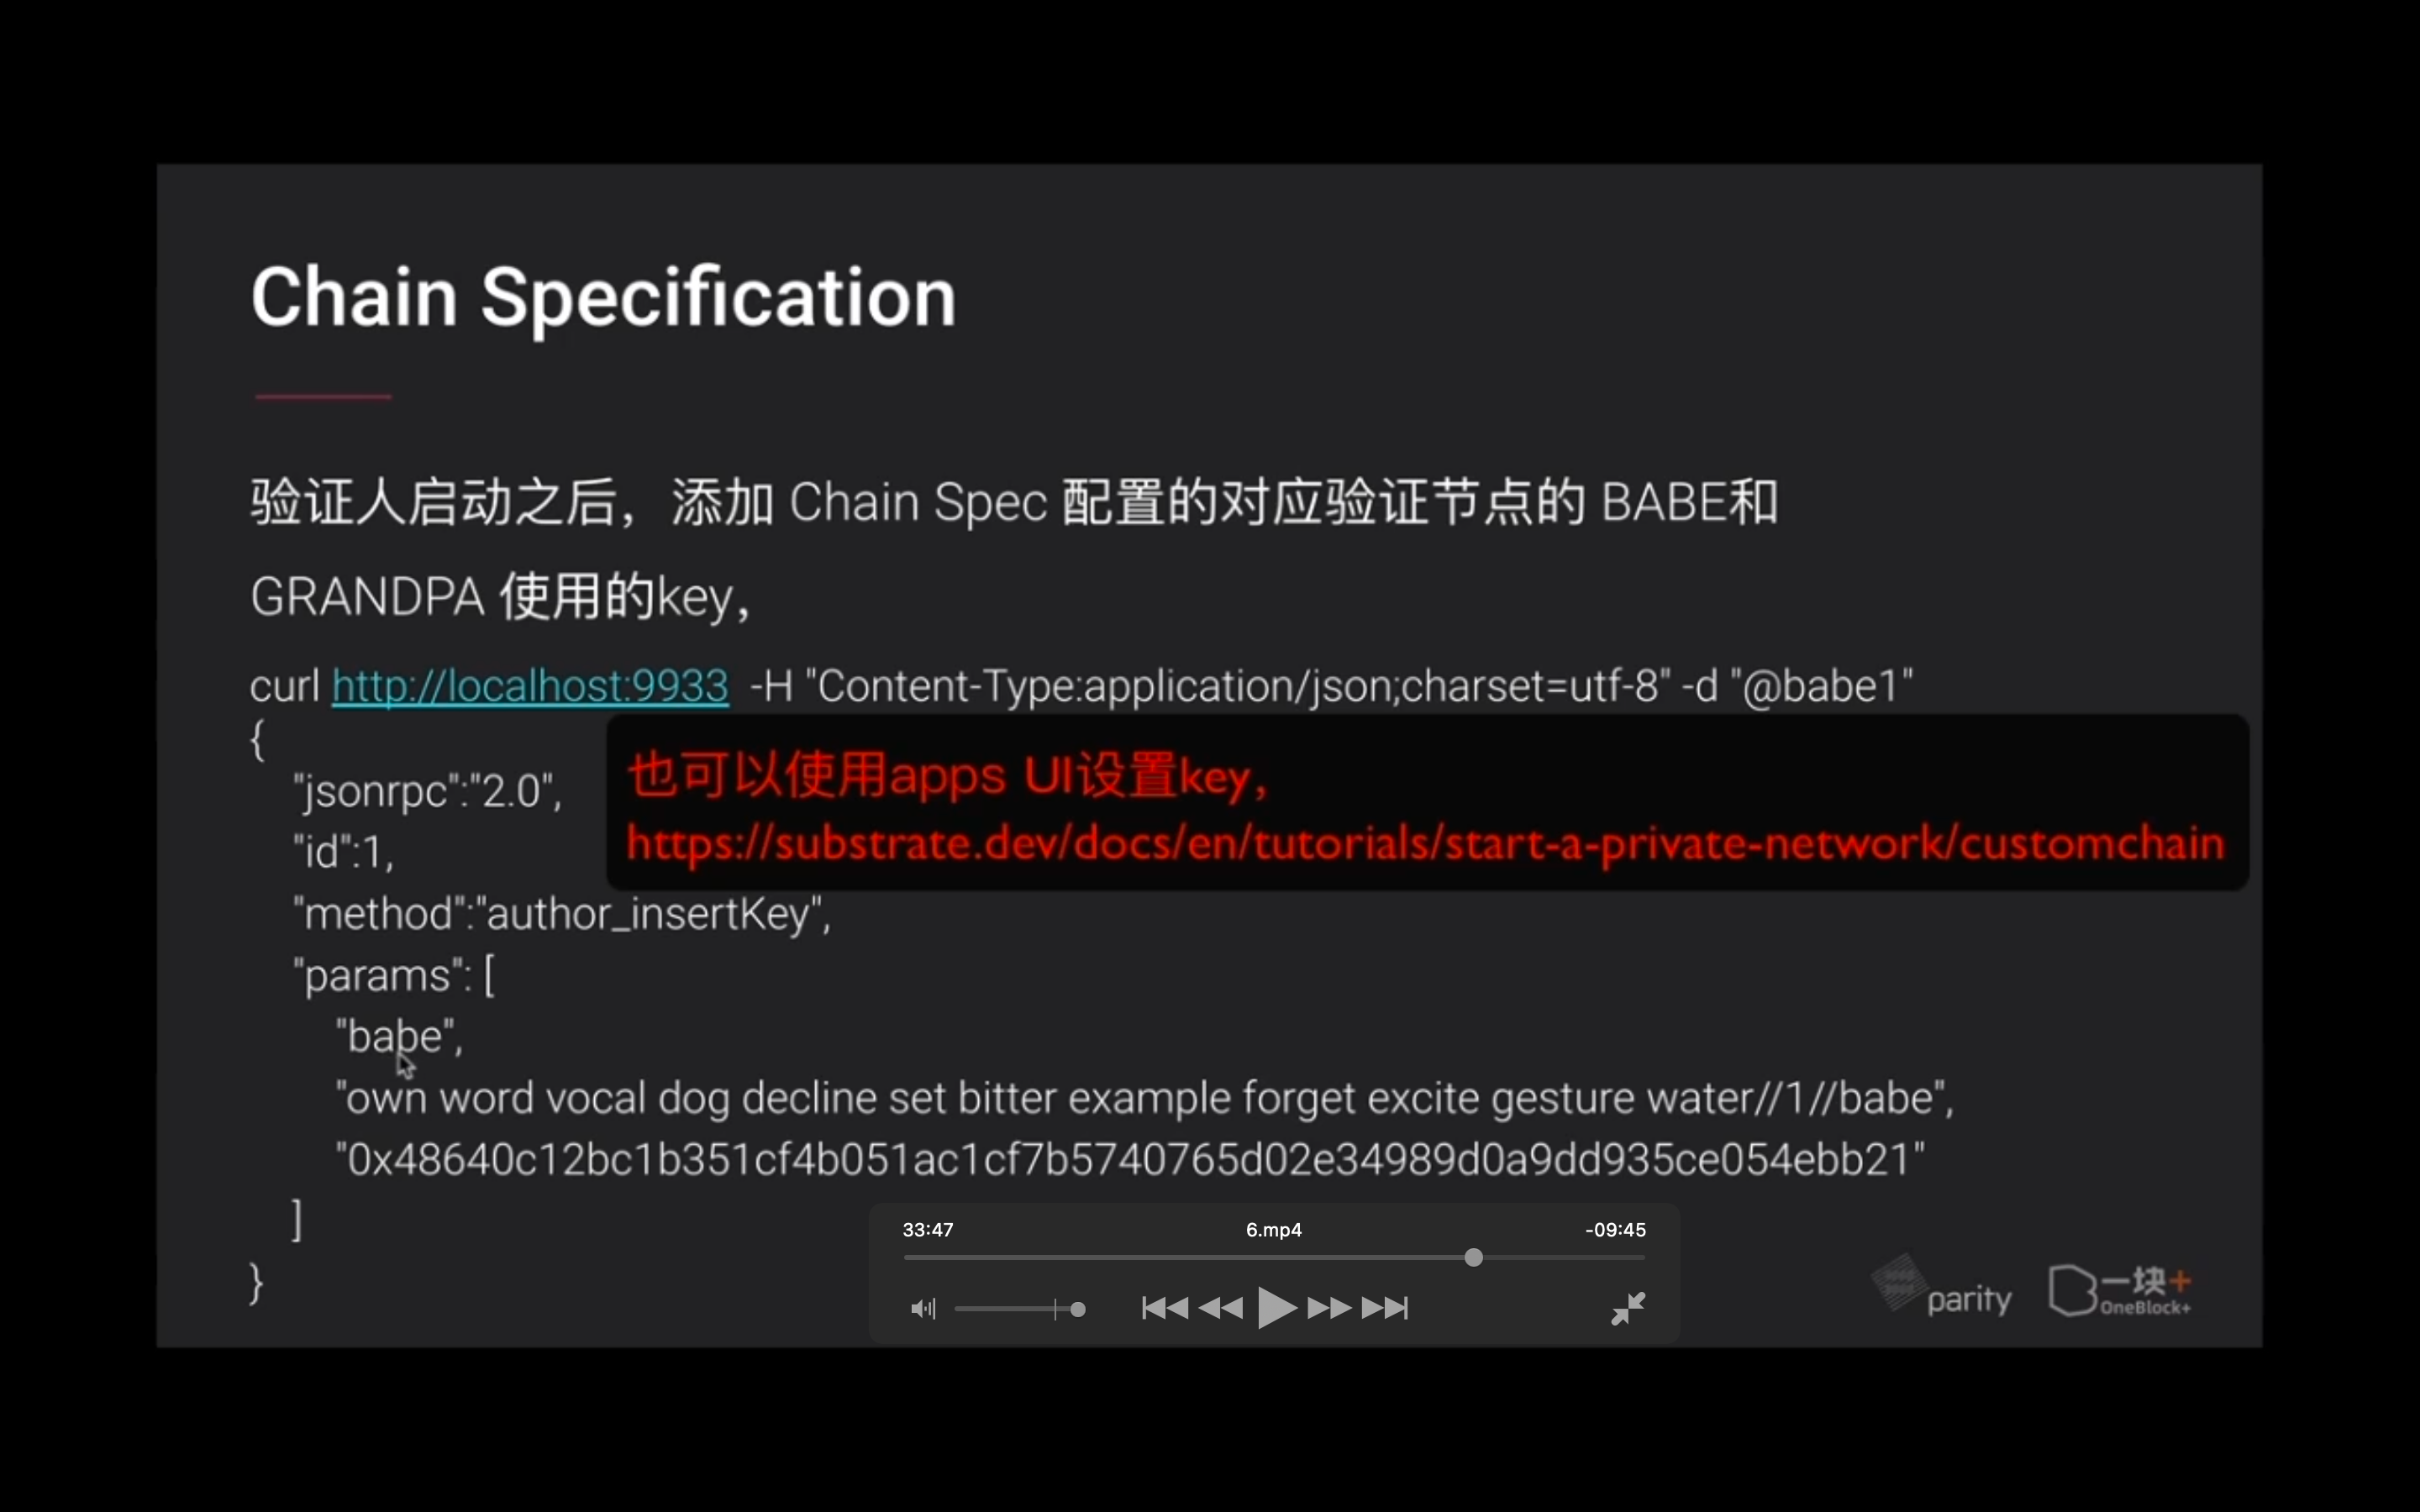 Chain Specification
验证人启动之后，添加 Chain Spec 配置的对应验证节点的 BABE和
GRANDPA 使用的key，
curl http://localhost:9933 -H "Content-Type:application/json;charset=utf-8" -d "@babe1"
{
"jsonrpc":"2.0",
"id":1,
"method":"author_insertKey",
"params": [
"babe",
"own word vocal dog decline set bitter example forget excite gesture water//1//babe",
"0x48640c12bc1b351cf4b051ac1cf7b5740765d02e34989d0a9dd935ce054ebb21"
]
}
也可以使用apps UI设置key，
https://substrate.dev/docs/en/tutorials/start-a-private-network/customchain
33:47 6.mp4 -09:45
parity 一块+
OneBlock+